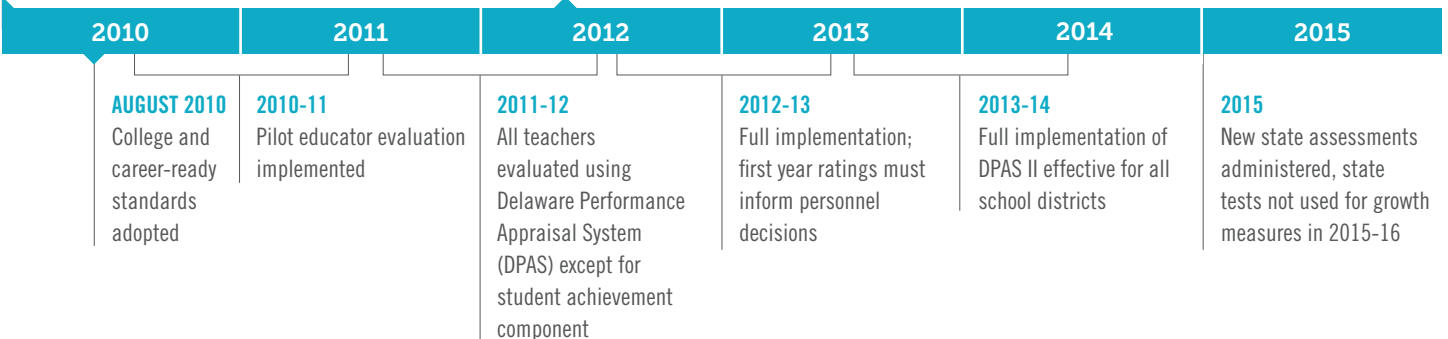 2010
2011
2012
2013
2014
2015
AUGUST 2010
College and
career-ready
standards
adopted
2010-11
Pilot educator evaluation
implemented
2011-12
All teachers
evaluated using
Delaware Performance
Appraisal System
(DPAS) except for
student achievement
component
2012-13
Full implementation;
first year ratings must
inform personnel
decisions
2013-14
Full implementation of
DPAS II effective for all
school districts
2015
New state assessments
administered, state
tests not used for growth
measures in 2015-16